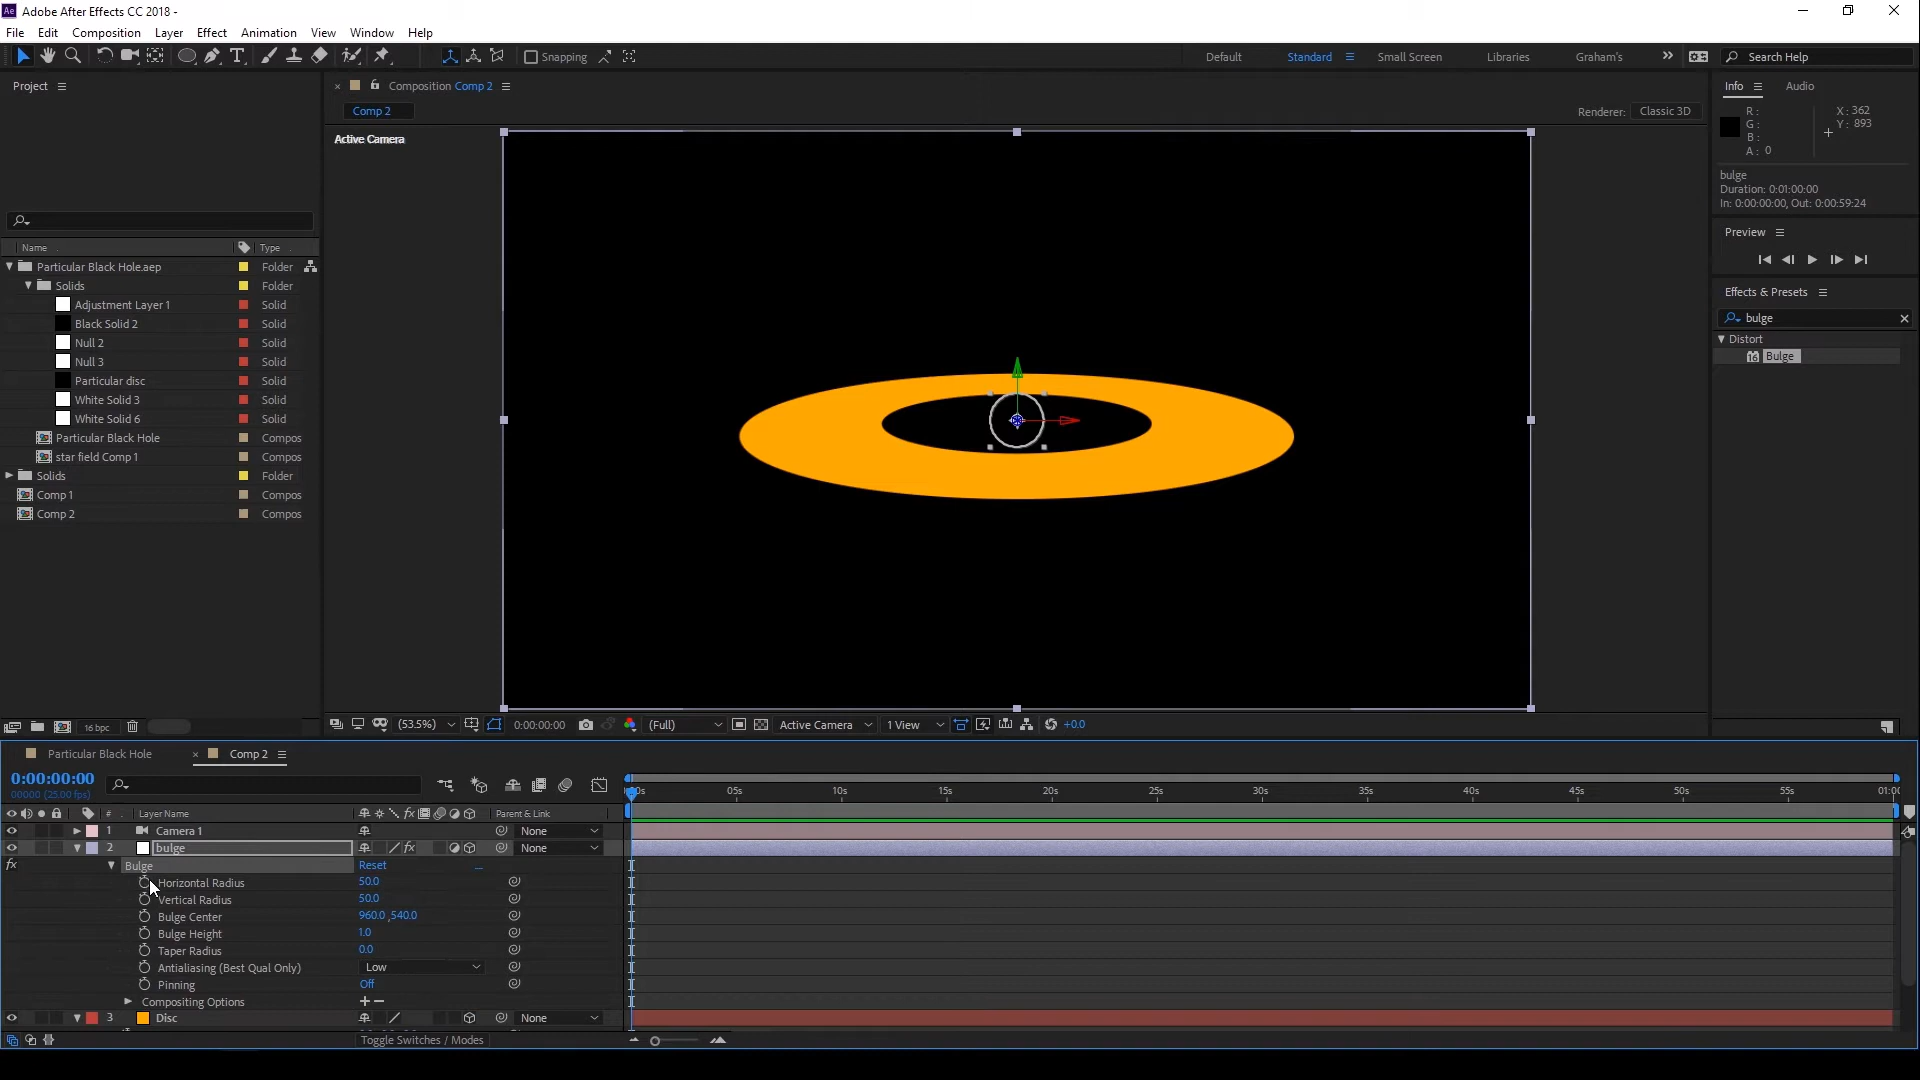 Ae Adobe After Effects CC 2018 -
File Edit Composition Layer Effect Animation View Window Help
Snapping Default Standard Small Screen Libraries Graham's Search Help
Project
Composition Comp 2
Comp 2
Renderer: Classic 3D
Active Camera
Info Audio
R:
G:
B:
A: 0
X: 362
Y: 893
bulge
Duration: 0:01:00:00
In: 0:00:00:00, Out: 0:00:59:24
Preview
Effects & Presets
bulge
Distort
16 Bulge
Name Type
Particular Black Hole.aep Folder
Solids Folder
Adjustment Layer 1 Solid
Black Solid 2 Solid
Null 2 Solid
Null 3 Solid
Particular disc Solid
White Solid 3 Solid
White Solid 6 Solid
Particular Black Hole Compos
star field Comp 1 Compos
Solids Folder
Comp 1 Compos
Comp 2 Compos
16 bpc
(53.5%) 0:00:00:00 (Full) Active Camera 1 View +0.0
Particular Black Hole Comp 2
0:00:00:00
00000 (25.00 fps)
05s 10s 15s 20s 25s 30s 35s 40s 45s 50s 55s 01:00
# Layer Name fx Parent & Link
1 Camera 1 None
2 bulge fx None
fx Bulge Reset
Horizontal Radius 50.0
Vertical Radius 50.0
Bulge Center 960.0 ,540.0
Bulge Height 1.0
Taper Radius 0.0
Antialiasing (Best Qual Only) Low
Pinning Off
Compositing Options + −
3 Disc None
Toggle Switches / Modes